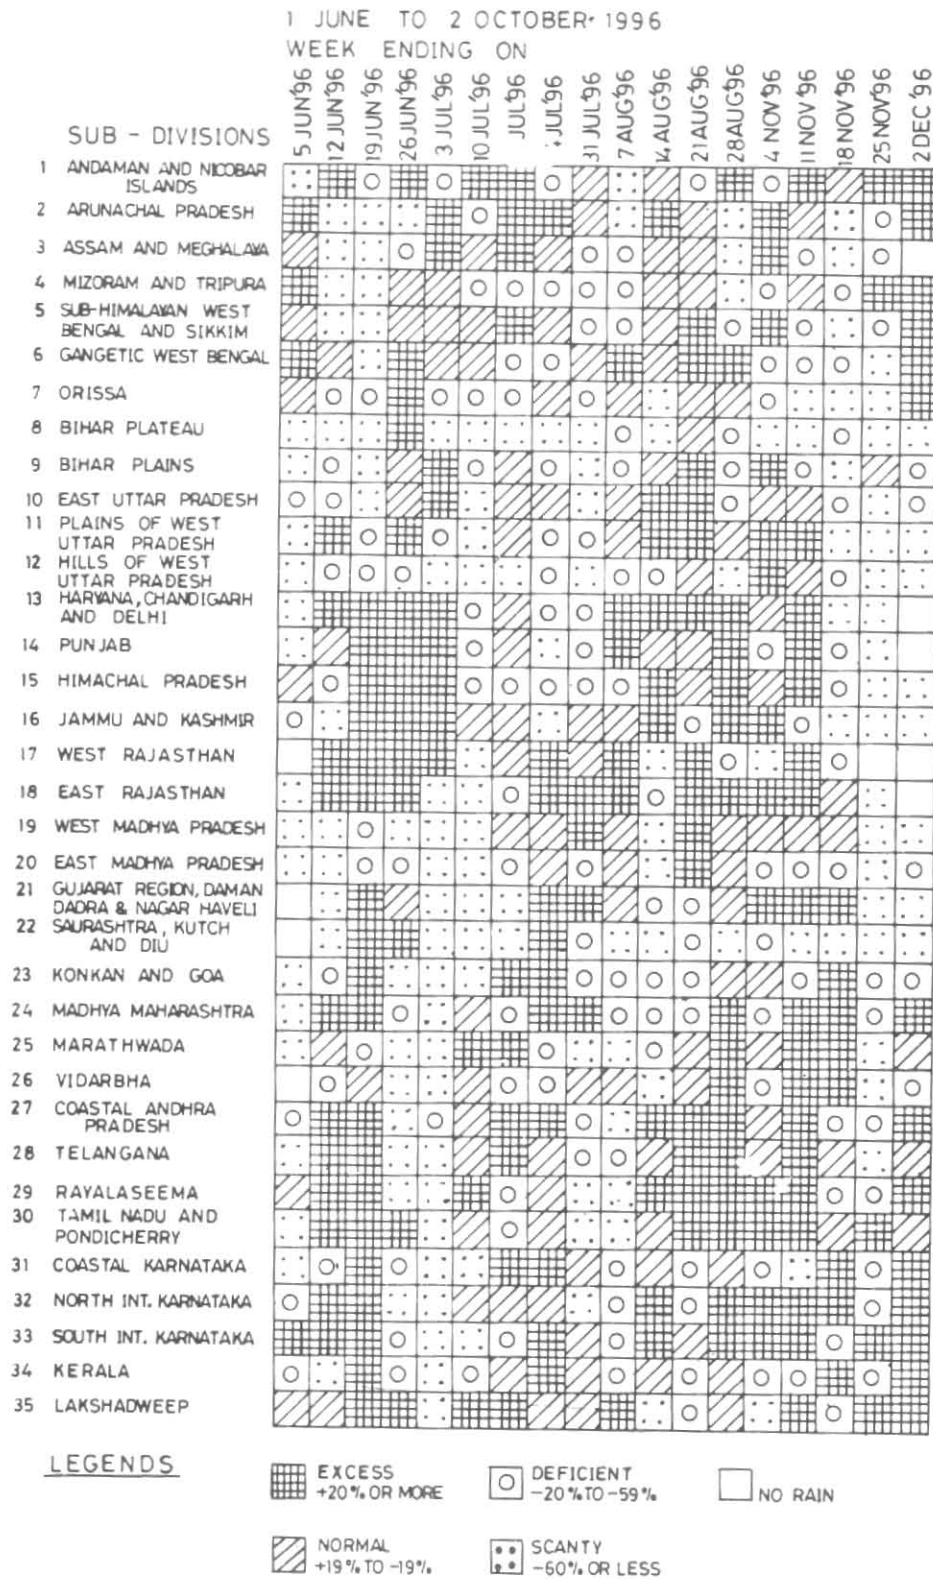 1 JUNE TO 2 OCTOBER 1996
WEEK ENDING ON
SUB - DIVISIONS
5 JUN'96
12 JUN'96
19 JUN'96
26 JUN'96
3 JUL'96
10 JUL'96
JUL'96
JUL'96
31 JUL'96
7 AUG'96
14 AUG'96
21 AUG'96
28 AUG'96
4 NOV'96
11 NOV'96
18 NOV'96
25 NOV'96
2 DEC '96
1 ANDAMAN AND NICOBAR
ISLANDS
2 ARUNACHAL PRADESH
3 ASSAM AND MEGHALAYA
4 MIZORAM AND TRIPURA
5 SUB-HIMALAYAN WEST
BENGAL AND SIKKIM
6 GANGETIC WEST BENGAL
7 ORISSA
8 BIHAR PLATEAU
9 BIHAR PLAINS
10 EAST UTTAR PRADESH
11 PLAINS OF WEST
UTTAR PRADESH
12 HILLS OF WEST
UTTAR PRADESH
13 HARYANA, CHANDIGARH
AND DELHI
14 PUNJAB
15 HIMACHAL PRADESH
16 JAMMU AND KASHMIR
17 WEST RAJASTHAN
18 EAST RAJASTHAN
19 WEST MADHYA PRADESH
20 EAST MADHYA PRADESH
21 GUJARAT REGION, DAMAN
DADRA & NAGAR HAVELI
22 SAURASHTRA, KUTCH
AND DIU
23 KONKAN AND GOA
24 MADHYA MAHARASHTRA
25 MARATHWADA
26 VIDARBHA
27 COASTAL ANDHRA
PRADESH
28 TELANGANA
29 RAYALASEEMA
30 TAMIL NADU AND
PONDICHERRY
31 COASTAL KARNATAKA
32 NORTH INT. KARNATAKA
33 SOUTH INT. KARNATAKA
34 KERALA
35 LAKSHADWEEP
LEGENDS
EXCESS
+20% OR MORE
DEFICIENT
-20% TO -59%
NO RAIN
NORMAL
+19% TO -19%
SCANTY
-60% OR LESS